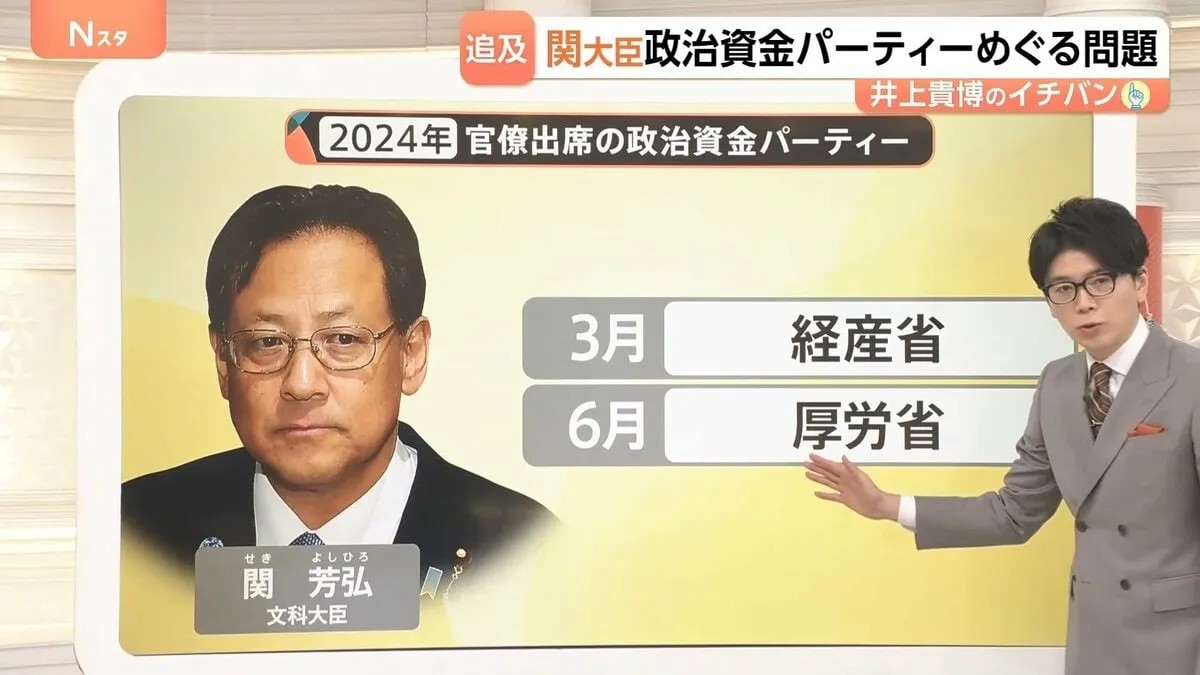 Nスタ
追及
関大臣政治資金パーティーめぐる問題
井上貴博のイチバン
2024年 官僚出席の政治資金パーティー
3月 経産省
6月 厚労省
せき よしひろ
関 芳弘
文科大臣